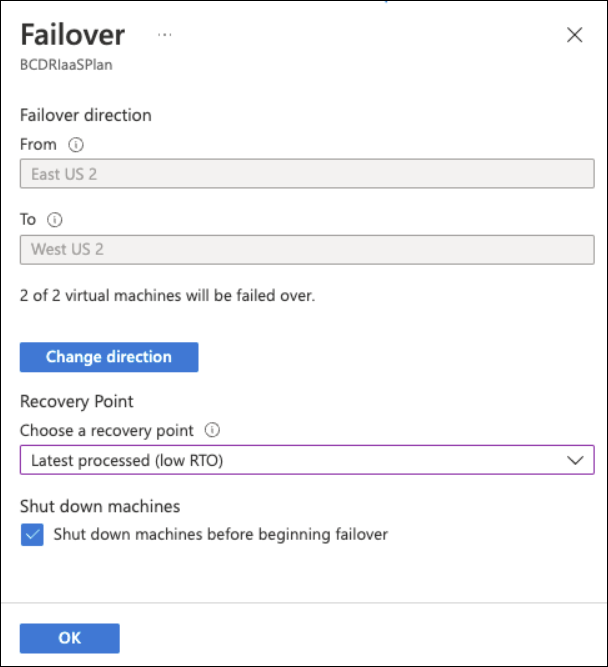 Failover ...
BCDRIaaSPlan
Failover direction
From
East US 2
To
West US 2
2 of 2 virtual machines will be failed over.
Change direction
Recovery Point
Choose a recovery point
Latest processed (low RTO)
Shut down machines
Shut down machines before beginning failover
OK